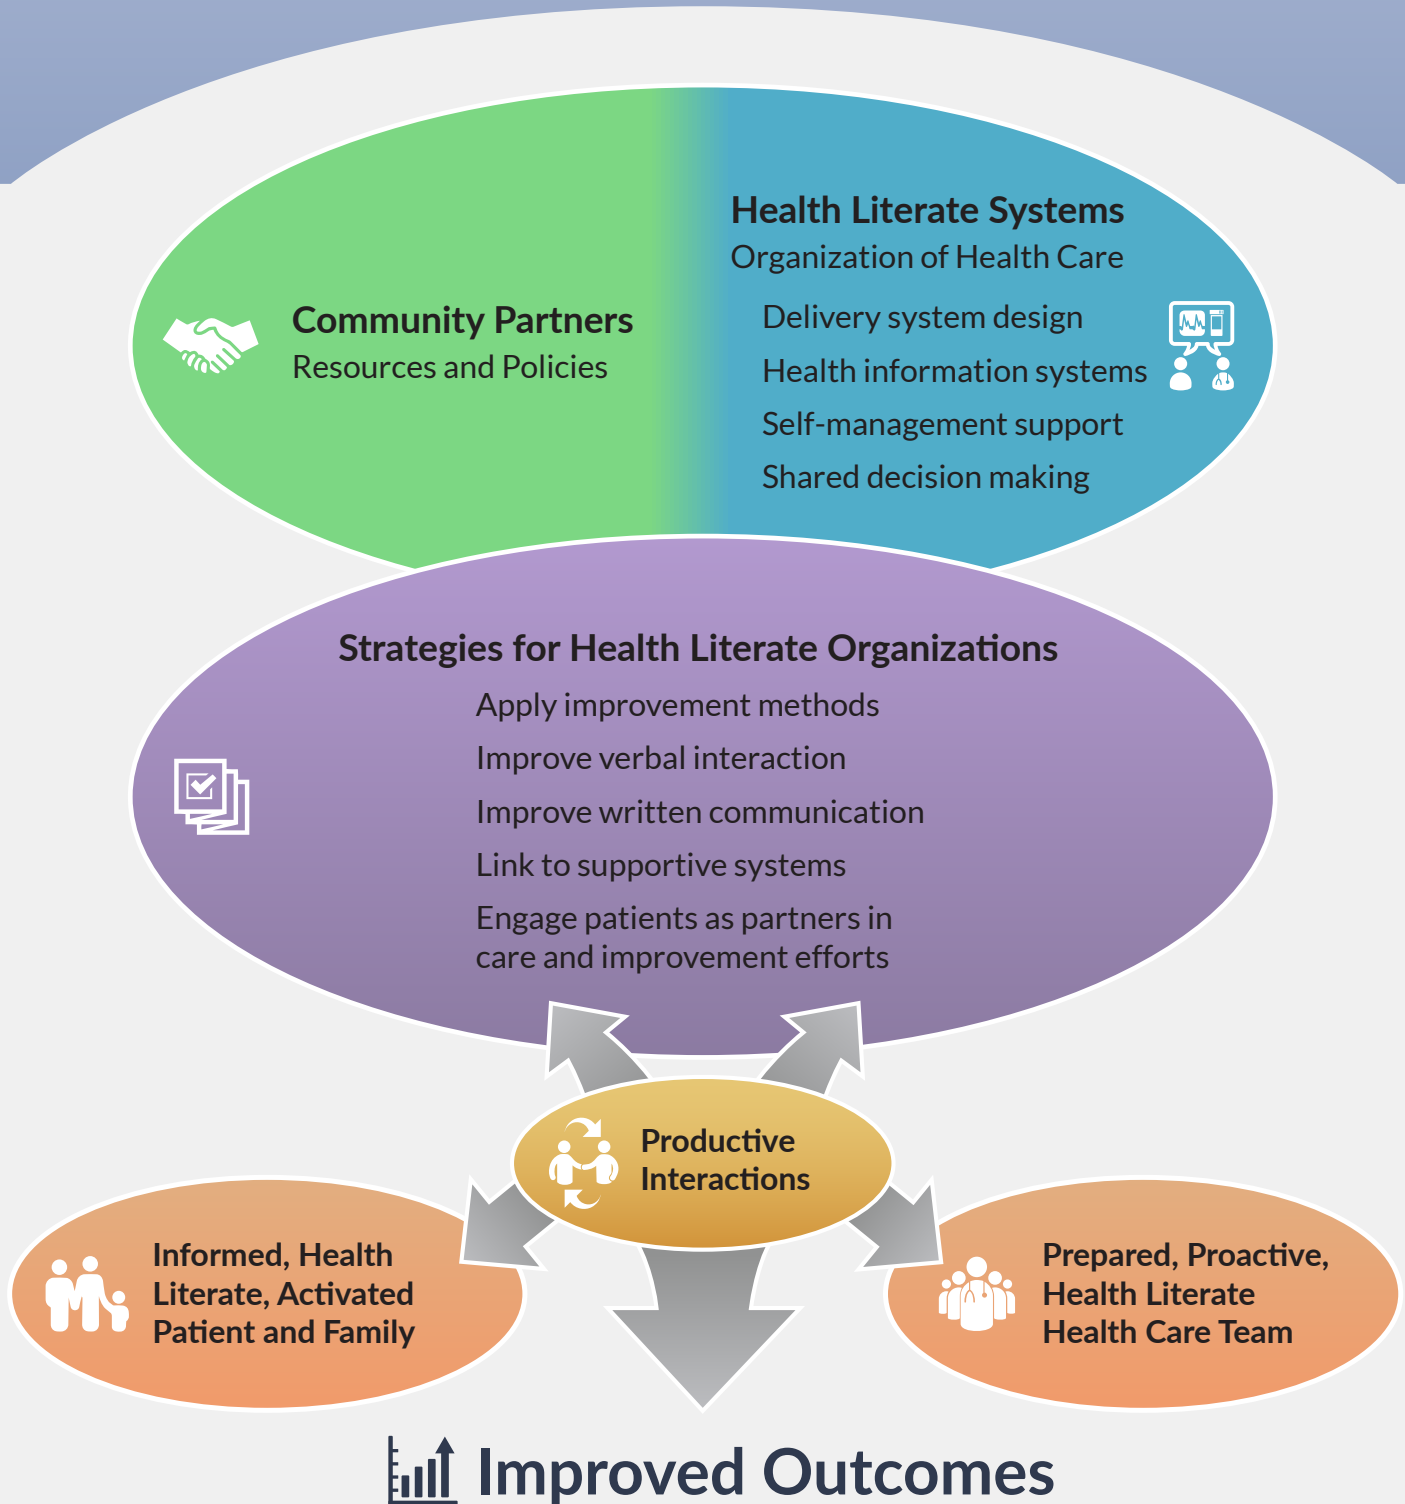 Community Partners
Resources and Policies
Health Literate Systems
Organization of Health Care
Delivery system design
Health information systems
Self-management support
Shared decision making
Strategies for Health Literate Organizations
Apply improvement methods
Improve verbal interaction
Improve written communication
Link to supportive systems
Engage patients as partners in
care and improvement efforts
Productive
Interactions
Informed, Health
Literate, Activated
Patient and Family
Prepared, Proactive,
Health Literate
Health Care Team
Improved Outcomes